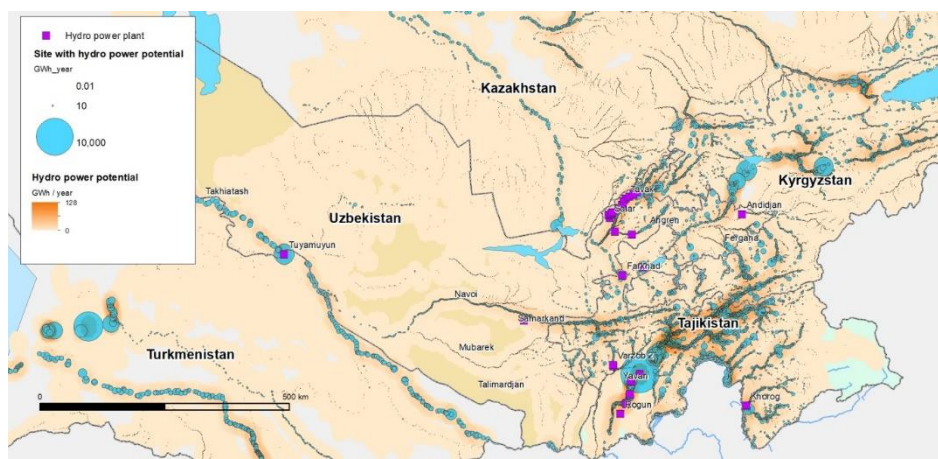 Hydro power plant
Site with hydro power potential
GWh_year
0.01
10
10,000
Hydro power potential
GWh / year
128
0
Kazakhstan
Kyrgyzstan
Takhiatash
Uzbekistan
Andidjan
Angren
Tuyamuyun
Fergana
Farkhad
Navoi
Samarkand
Tajikistan
Mubarek
Turkmenistan
Varzob 2
Talimardjan
Yavan
Rogun
Khorog
0
500 km